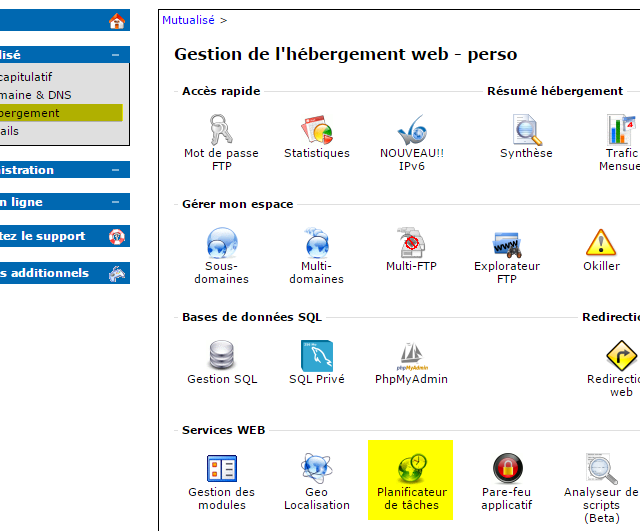 Mutualisé >
lisé
capitulatif
maine & DNS
bergement
ails
nistration
n ligne
tez le support
s additionnels
Gestion de l'hébergement web - perso
Accès rapide
Résumé hébergement
Mot de passe
FTP
Statistiques
NOUVEAU!!
IPv6
Synthèse
Trafic
Mensue
Gérer mon espace
Sous-
domaines
Multi-
domaines
Multi-FTP
Explorateur
FTP
Okiller
Bases de données SQL
Redirectio
Gestion SQL
SQL Privé
phpMyAdmin
PhpMyAdmin
Redirectio
web
Services WEB
Gestion des
modules
Geo
Localisation
Planificateur
de tâches
Pare-feu
applicatif
Analyseur de
scripts
(Beta)